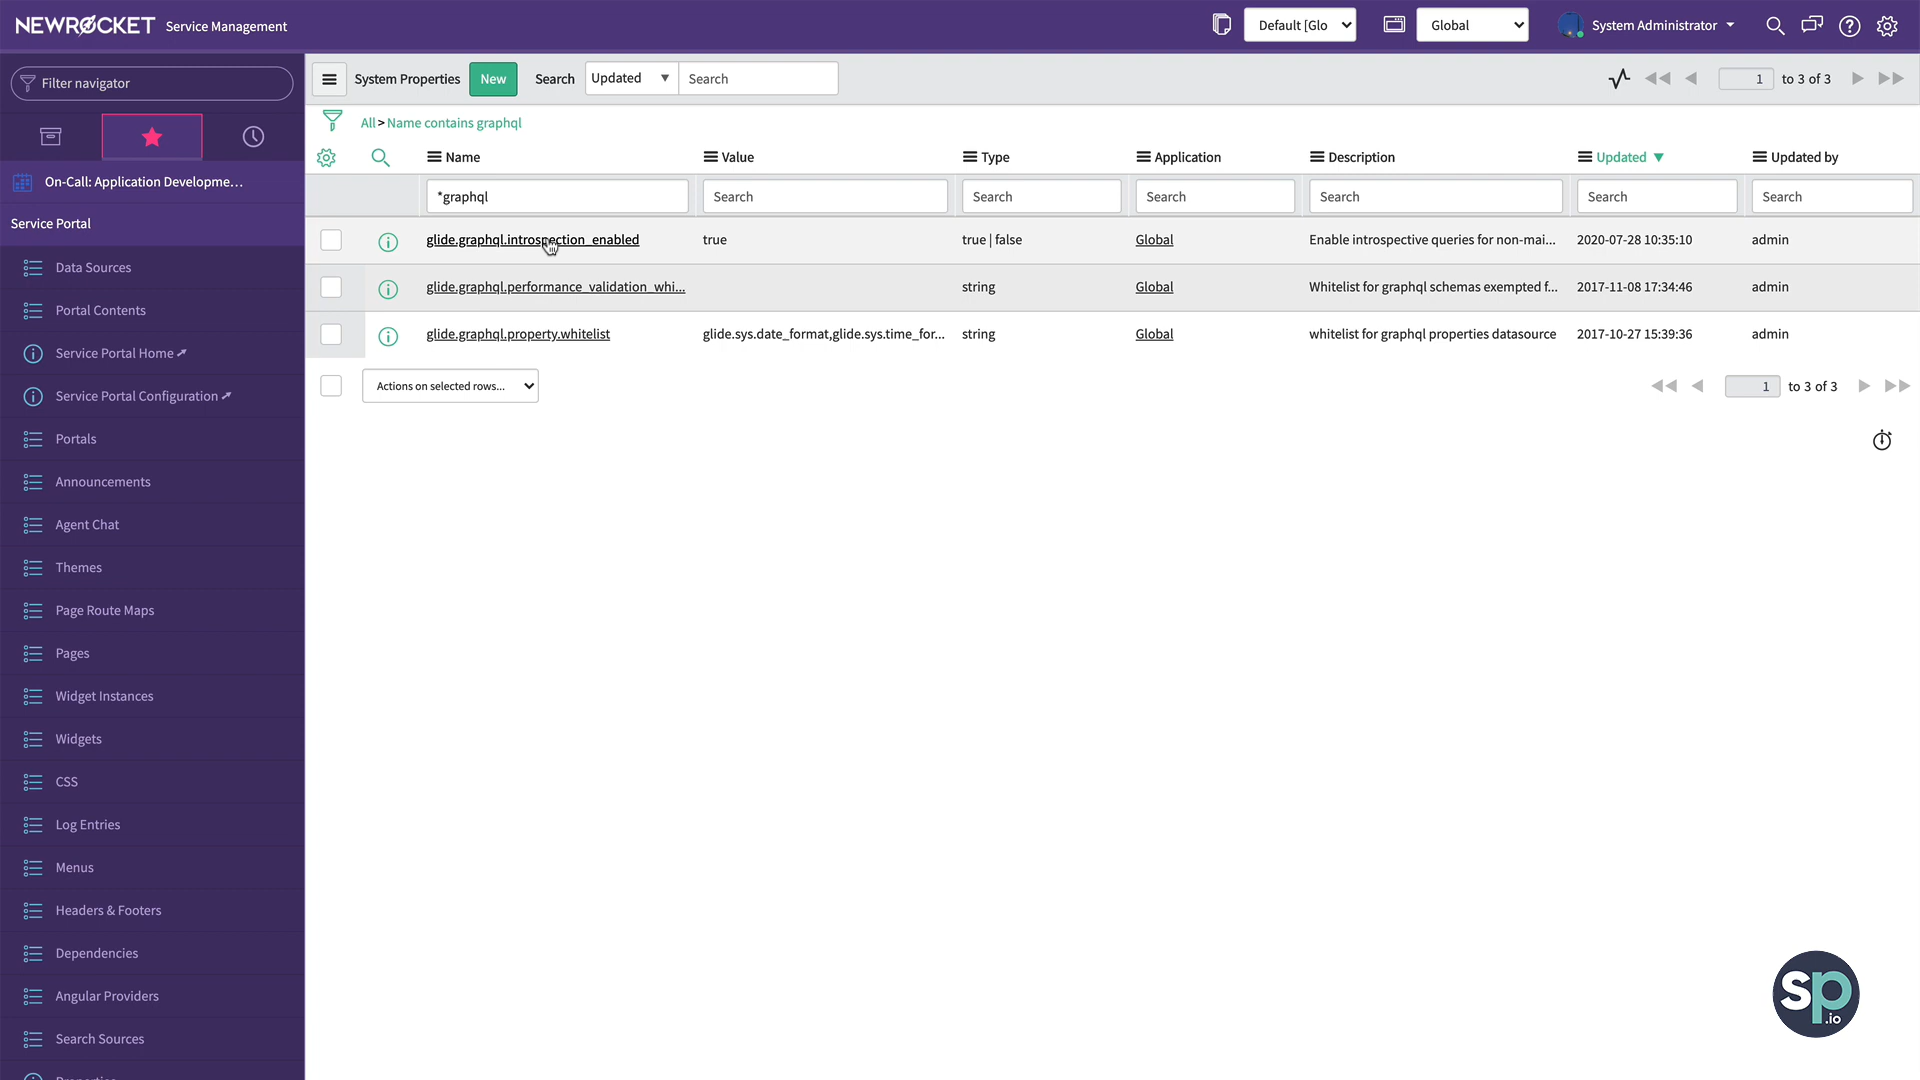 NEWROCKET Service Management
Default [Glo
Global
System Administrator
Filter navigator
On-Call: Application Developme...
Service Portal
Data Sources
Portal Contents
Service Portal Home
Service Portal Configuration
Portals
Announcements
Agent Chat
Themes
Page Route Maps
Pages
Widget Instances
Widgets
CSS
Log Entries
Menus
Headers & Footers
Dependencies
Angular Providers
Search Sources
System Properties New Search Updated Search 1 to 3 of 3
All > Name contains graphql
Name Value Type Application Description Updated Updated by
*graphql Search Search Search Search Search Search
glide.graphql.introspection_enabled true true | false Global Enable introspective queries for non-mai... 2020-07-28 10:35:10 admin
glide.graphql.performance_validation_whi... string Global Whitelist for graphql schemas exempted f... 2017-11-08 17:34:46 admin
glide.graphql.property.whitelist glide.sys.date_format,glide.sys.time_for... string Global whitelist for graphql properties datasource 2017-10-27 15:39:36 admin
Actions on selected rows... 1 to 3 of 3
sp.io